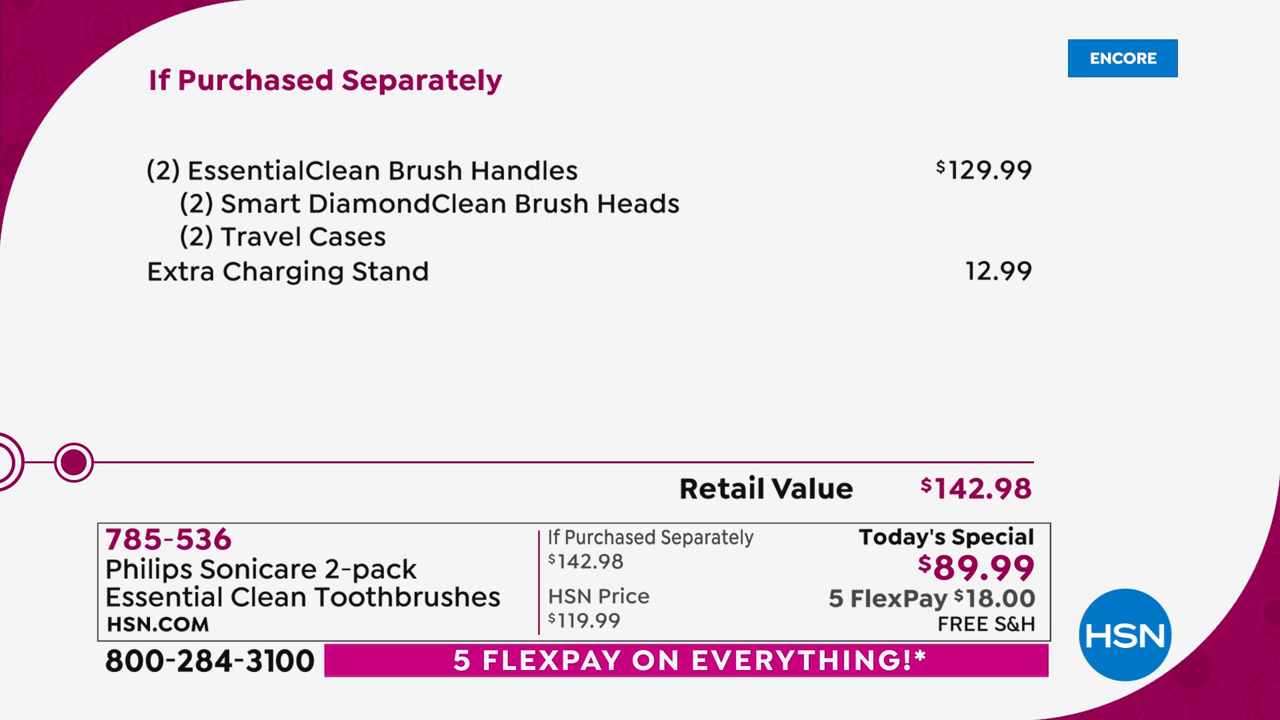 ENCORE
If Purchased Separately
(2) EssentialClean Brush Handles $129.99
(2) Smart DiamondClean Brush Heads
(2) Travel Cases
Extra Charging Stand 12.99
Retail Value $142.98
785-536
Philips Sonicare 2-pack
Essential Clean Toothbrushes
HSN.COM
If Purchased Separately
$142.98
HSN Price
$119.99
Today's Special
$89.99
5 FlexPay $18.00
FREE S&H
HSN
800-284-3100
5 FLEXPAY ON EVERYTHING!*